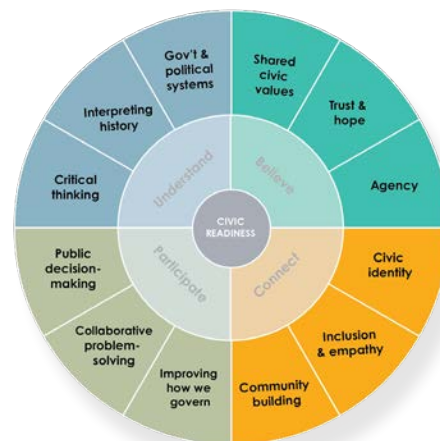 Gov't &
political
systems
Shared
civic
values
Interpreting
history
Trust &
hope
Critical
thinking
Agency
Understand
Believe
CIVIC
READINESS
Participate
Connect
Public
decision-
making
Civic
identity
Collaborative
problem-
solving
Inclusion
& empathy
Improving
how we
govern
Community
building